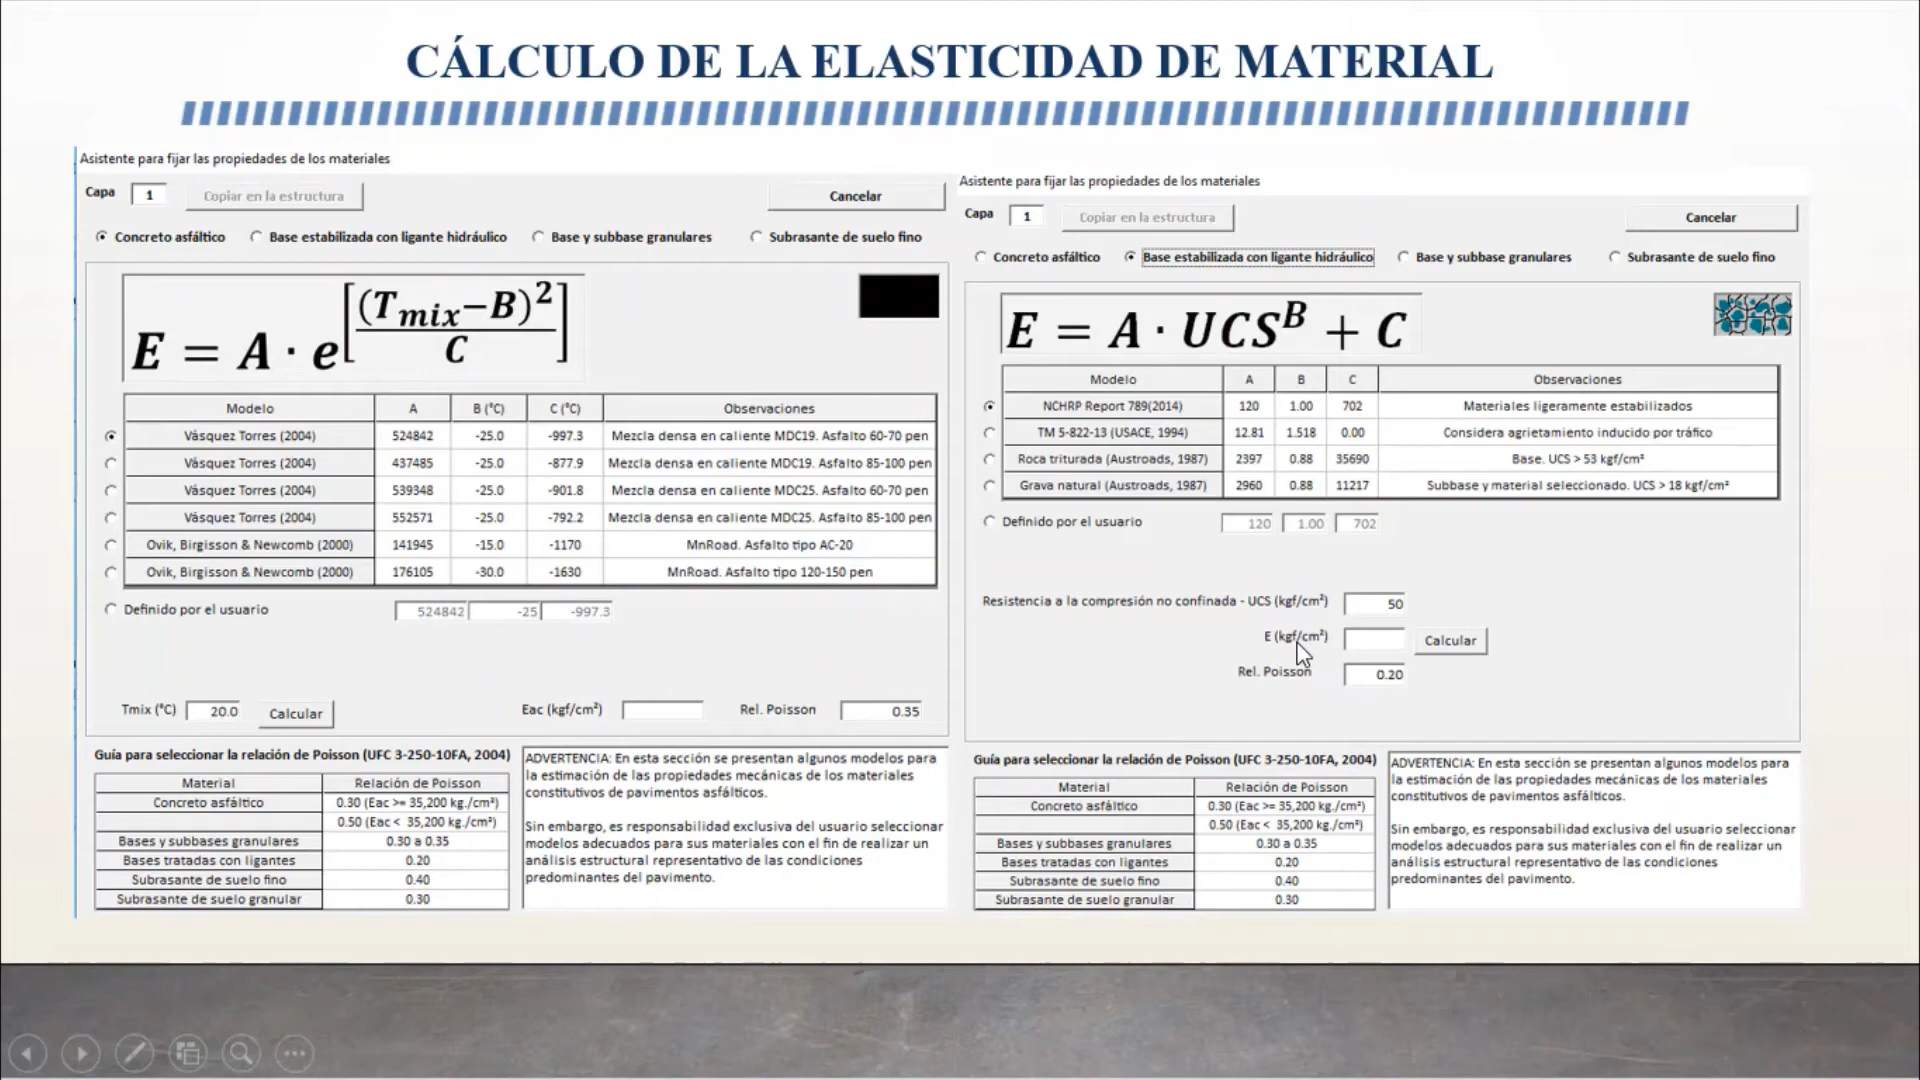 CÁLCULO DE LA ELASTICIDAD DE MATERIAL
Asistente para fijar las propiedades de los materiales
Capa 1 Copiar en la estructura Cancelar
Concreto asfáltico Base estabilizada con ligante hidráulico Base y subbase granulares Subrasante de suelo fino
E = A · e[(Tmix−B)²/C]
Modelo A B (°C) C (°C) Observaciones
Vásquez Torres (2004) 524842 -25.0 -997.3 Mezcla densa en caliente MDC19. Asfalto 60-70 pen
Vásquez Torres (2004) 437485 -25.0 -877.9 Mezcla densa en caliente MDC19. Asfalto 85-100 pen
Vásquez Torres (2004) 539348 -25.0 -901.8 Mezcla densa en caliente MDC25. Asfalto 60-70 pen
Vásquez Torres (2004) 552571 -25.0 -792.2 Mezcla densa en caliente MDC25. Asfalto 85-100 pen
Ovik, Birgisson & Newcomb (2000) 141945 -15.0 -1170 MnRoad. Asfalto tipo AC-20
Ovik, Birgisson & Newcomb (2000) 176105 -30.0 -1630 MnRoad. Asfalto tipo 120-150 pen
Definido por el usuario 524842 -25 -997.3
Tmix (°C) 20.0 Calcular Eac (kgf/cm²) Rel. Poisson 0.35
Guía para seleccionar la relación de Poisson (UFC 3-250-10FA, 2004)
Material Relación de Poisson
Concreto asfáltico 0.30 (Eac >= 35,200 kg./cm²)
0.50 (Eac < 35,200 kg./cm²)
Bases y subbases granulares 0.30 a 0.35
Bases tratadas con ligantes 0.20
Subrasante de suelo fino 0.40
Subrasante de suelo granular 0.30
ADVERTENCIA: En esta sección se presentan algunos modelos para
la estimación de las propiedades mecánicas de los materiales
constitutivos de pavimentos asfálticos.
Sin embargo, es responsabilidad exclusiva del usuario seleccionar
modelos adecuados para sus materiales con el fin de realizar un
análisis estructural representativo de las condiciones
predominantes del pavimento.
Asistente para fijar las propiedades de los materiales
Capa 1 Copiar en la estructura Cancelar
Concreto asfáltico Base estabilizada con ligante hidráulico Base y subbase granulares Subrasante de suelo fino
E = A · UCS^B + C
Modelo A B C Observaciones
NCHRP Report 789(2014) 120 1.00 702 Materiales ligeramente estabilizados
TM 5-822-13 (USACE, 1994) 12.81 1.518 0.00 Considera agrietamiento inducido por tráfico
Roca triturada (Austroads, 1987) 2397 0.88 35690 Base. UCS > 53 kgf/cm²
Grava natural (Austroads, 1987) 2960 0.88 11217 Subbase y material seleccionado. UCS > 18 kgf/cm²
Definido por el usuario 120 1.00 702
Resistencia a la compresión no confinada - UCS (kgf/cm²) 50
E (kgf/cm²) Calcular
Rel. Poisson 0.20
Guía para seleccionar la relación de Poisson (UFC 3-250-10FA, 2004)
Material Relación de Poisson
Concreto asfáltico 0.30 (Eac >= 35,200 kg./cm²)
0.50 (Eac < 35,200 kg./cm²)
Bases y subbases granulares 0.30 a 0.35
Bases tratadas con ligantes 0.20
Subrasante de suelo fino 0.40
Subrasante de suelo granular 0.30
ADVERTENCIA: En esta sección se presentan algunos modelos para
la estimación de las propiedades mecánicas de los materiales
constitutivos de pavimentos asfálticos.
Sin embargo, es responsabilidad exclusiva del usuario seleccionar
modelos adecuados para sus materiales con el fin de realizar un
análisis estructural representativo de las condiciones
predominantes del pavimento.